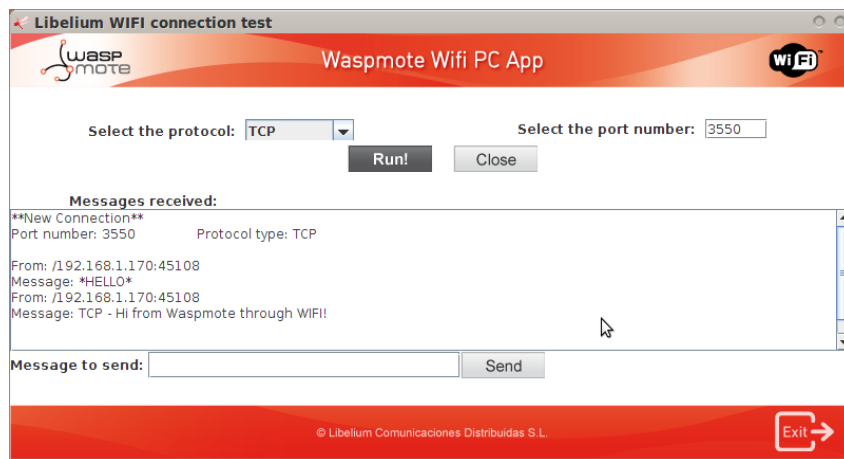 Libelium WIFI connection test
wasp
mote
Waspmote Wifi PC App
Wi Fi
Select the protocol: TCP
Select the port number: 3550
Run!
Close
Messages received:
**New Connection**
Port number: 3550 Protocol type: TCP
From: /192.168.1.170:45108
Message: *HELLO*
From: /192.168.1.170:45108
Message: TCP - Hi from Waspmote through WIFI!
Message to send:
Send
© Libelium Comunicaciones Distribuidas S.L.
Exit